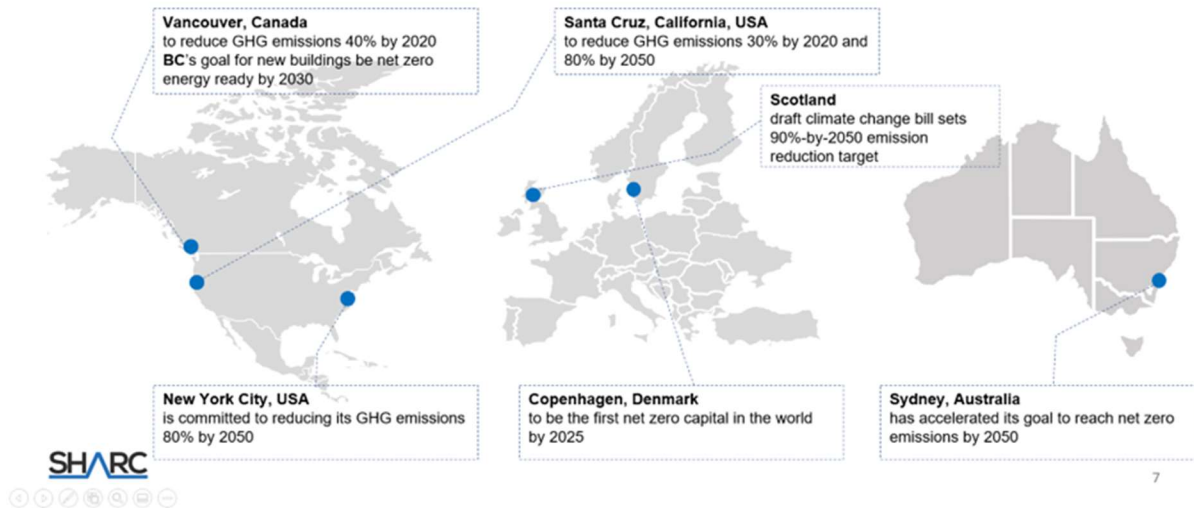 Vancouver, Canada
to reduce GHG emissions 40% by 2020
BC's goal for new buildings be net zero
energy ready by 2030
Santa Cruz, California, USA
to reduce GHG emissions 30% by 2020 and
80% by 2050
Scotland
draft climate change bill sets
90%-by-2050 emission
reduction target
New York City, USA
is committed to reducing its GHG emissions
80% by 2050
Copenhagen, Denmark
to be the first net zero capital in the world
by 2025
Sydney, Australia
has accelerated its goal to reach net zero
emissions by 2050
SHARC
7